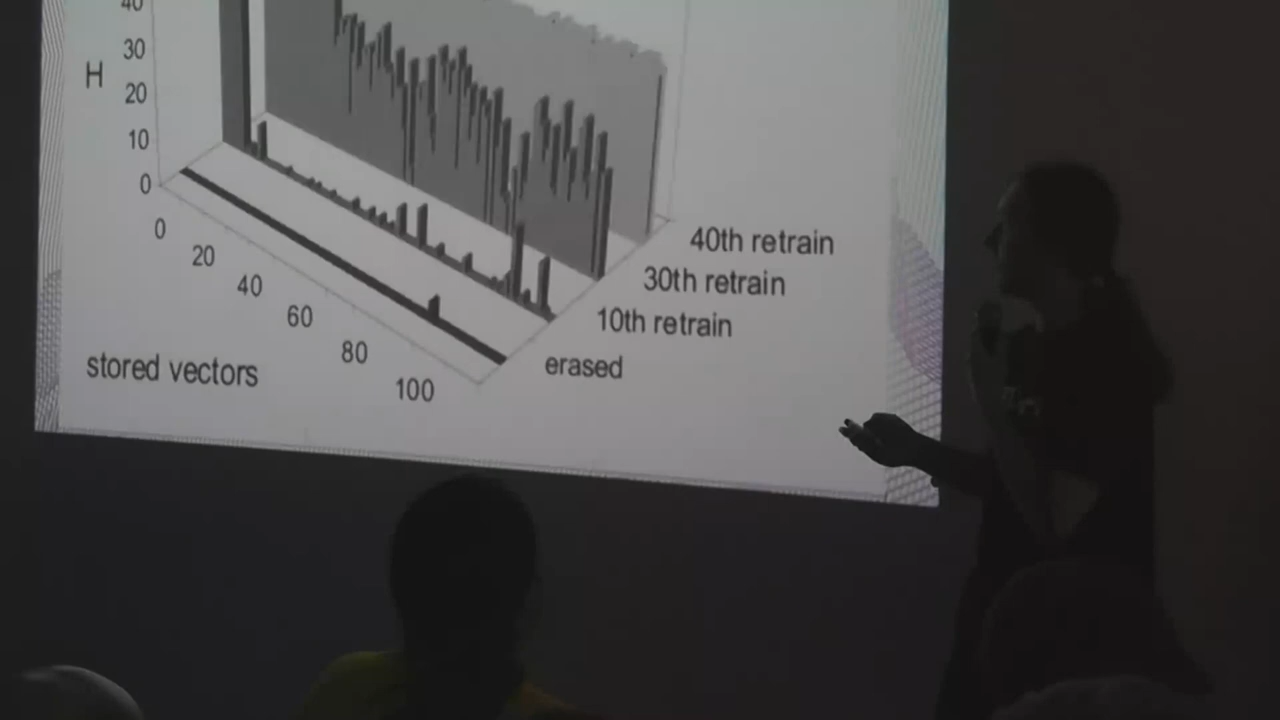 40
30
H
20
10
0
0
20
40
60
80
100
stored vectors
40th retrain
30th retrain
10th retrain
erased